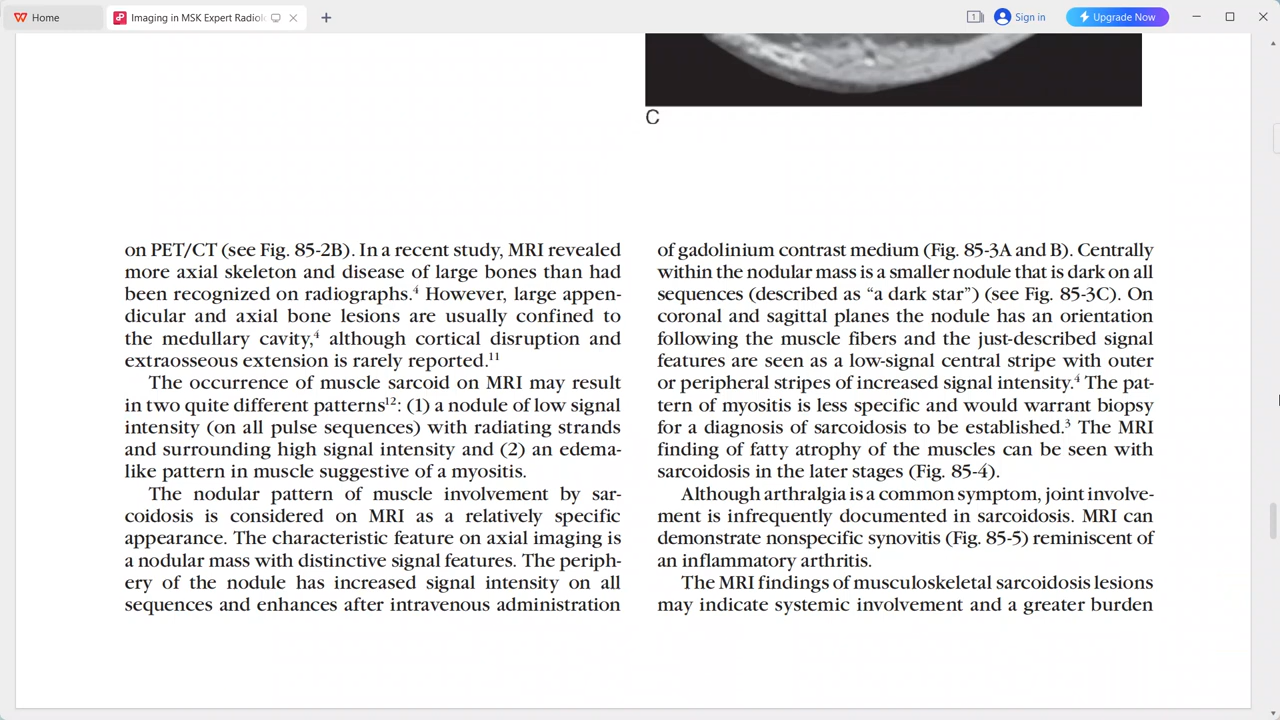 Home
Imaging in MSK Expert Radiol
1
Sign in
Upgrade Now
C
on PET/CT (see Fig. 85-2B). In a recent study, MRI revealed
more axial skeleton and disease of large bones than had
been recognized on radiographs.⁴ However, large appen-
dicular and axial bone lesions are usually confined to
the medullary cavity,⁴ although cortical disruption and
extraosseous extension is rarely reported.¹¹
The occurrence of muscle sarcoid on MRI may result
in two quite different patterns¹²: (1) a nodule of low signal
intensity (on all pulse sequences) with radiating strands
and surrounding high signal intensity and (2) an edema-
like pattern in muscle suggestive of a myositis.
The nodular pattern of muscle involvement by sar-
coidosis is considered on MRI as a relatively specific
appearance. The characteristic feature on axial imaging is
a nodular mass with distinctive signal features. The periph-
ery of the nodule has increased signal intensity on all
sequences and enhances after intravenous administration
of gadolinium contrast medium (Fig. 85-3A and B). Centrally
within the nodular mass is a smaller nodule that is dark on all
sequences (described as “a dark star”) (see Fig. 85-3C). On
coronal and sagittal planes the nodule has an orientation
following the muscle fibers and the just-described signal
features are seen as a low-signal central stripe with outer
or peripheral stripes of increased signal intensity.⁴ The pat-
tern of myositis is less specific and would warrant biopsy
for a diagnosis of sarcoidosis to be established.³ The MRI
finding of fatty atrophy of the muscles can be seen with
sarcoidosis in the later stages (Fig. 85-4).
Although arthralgia is a common symptom, joint involve-
ment is infrequently documented in sarcoidosis. MRI can
demonstrate nonspecific synovitis (Fig. 85-5) reminiscent of
an inflammatory arthritis.
The MRI findings of musculoskeletal sarcoidosis lesions
may indicate systemic involvement and a greater burden